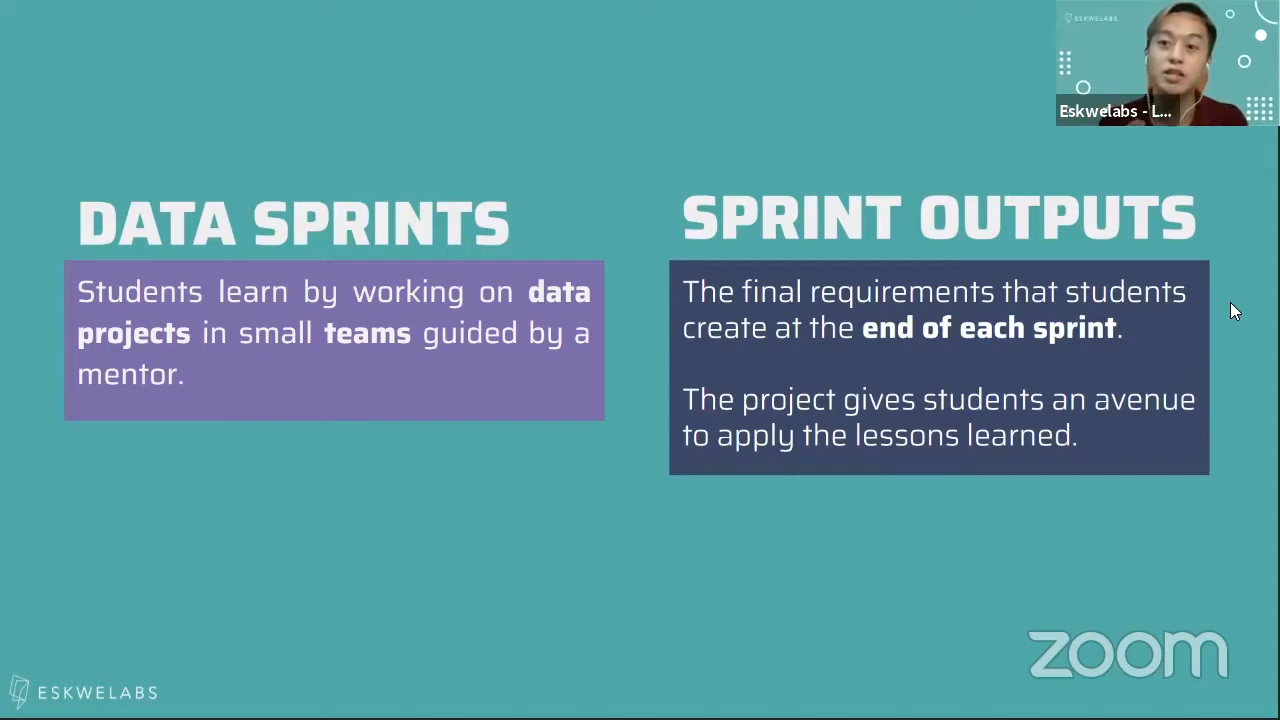 ESKWELABS
Eskwelabs - L...
DATA SPRINTS
Students learn by working on data
projects in small teams guided by a
mentor.
SPRINT OUTPUTS
The final requirements that students
create at the end of each sprint.
The project gives students an avenue
to apply the lessons learned.
zoom
ESKWELABS